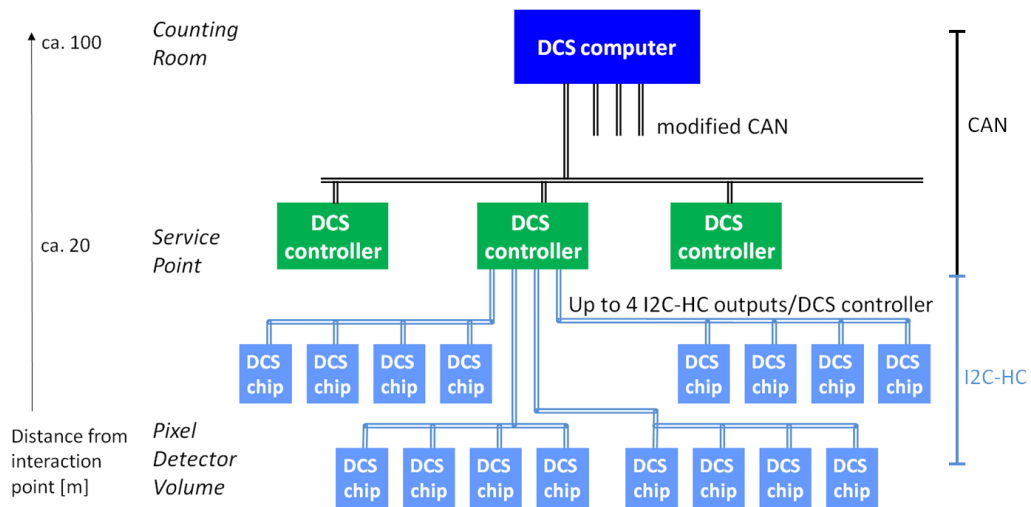 ca. 100
Counting
Room
DCS computer
modified CAN
CAN
ca. 20
Service
Point
DCS
controller
DCS
controller
DCS
controller
Up to 4 I2C-HC outputs/DCS controller
DCS
chip
DCS
chip
DCS
chip
DCS
chip
DCS
chip
DCS
chip
DCS
chip
DCS
chip
I2C-HC
Distance from
interaction
point [m]
Pixel
Detector
Volume
DCS
chip
DCS
chip
DCS
chip
DCS
chip
DCS
chip
DCS
chip
DCS
chip
DCS
chip